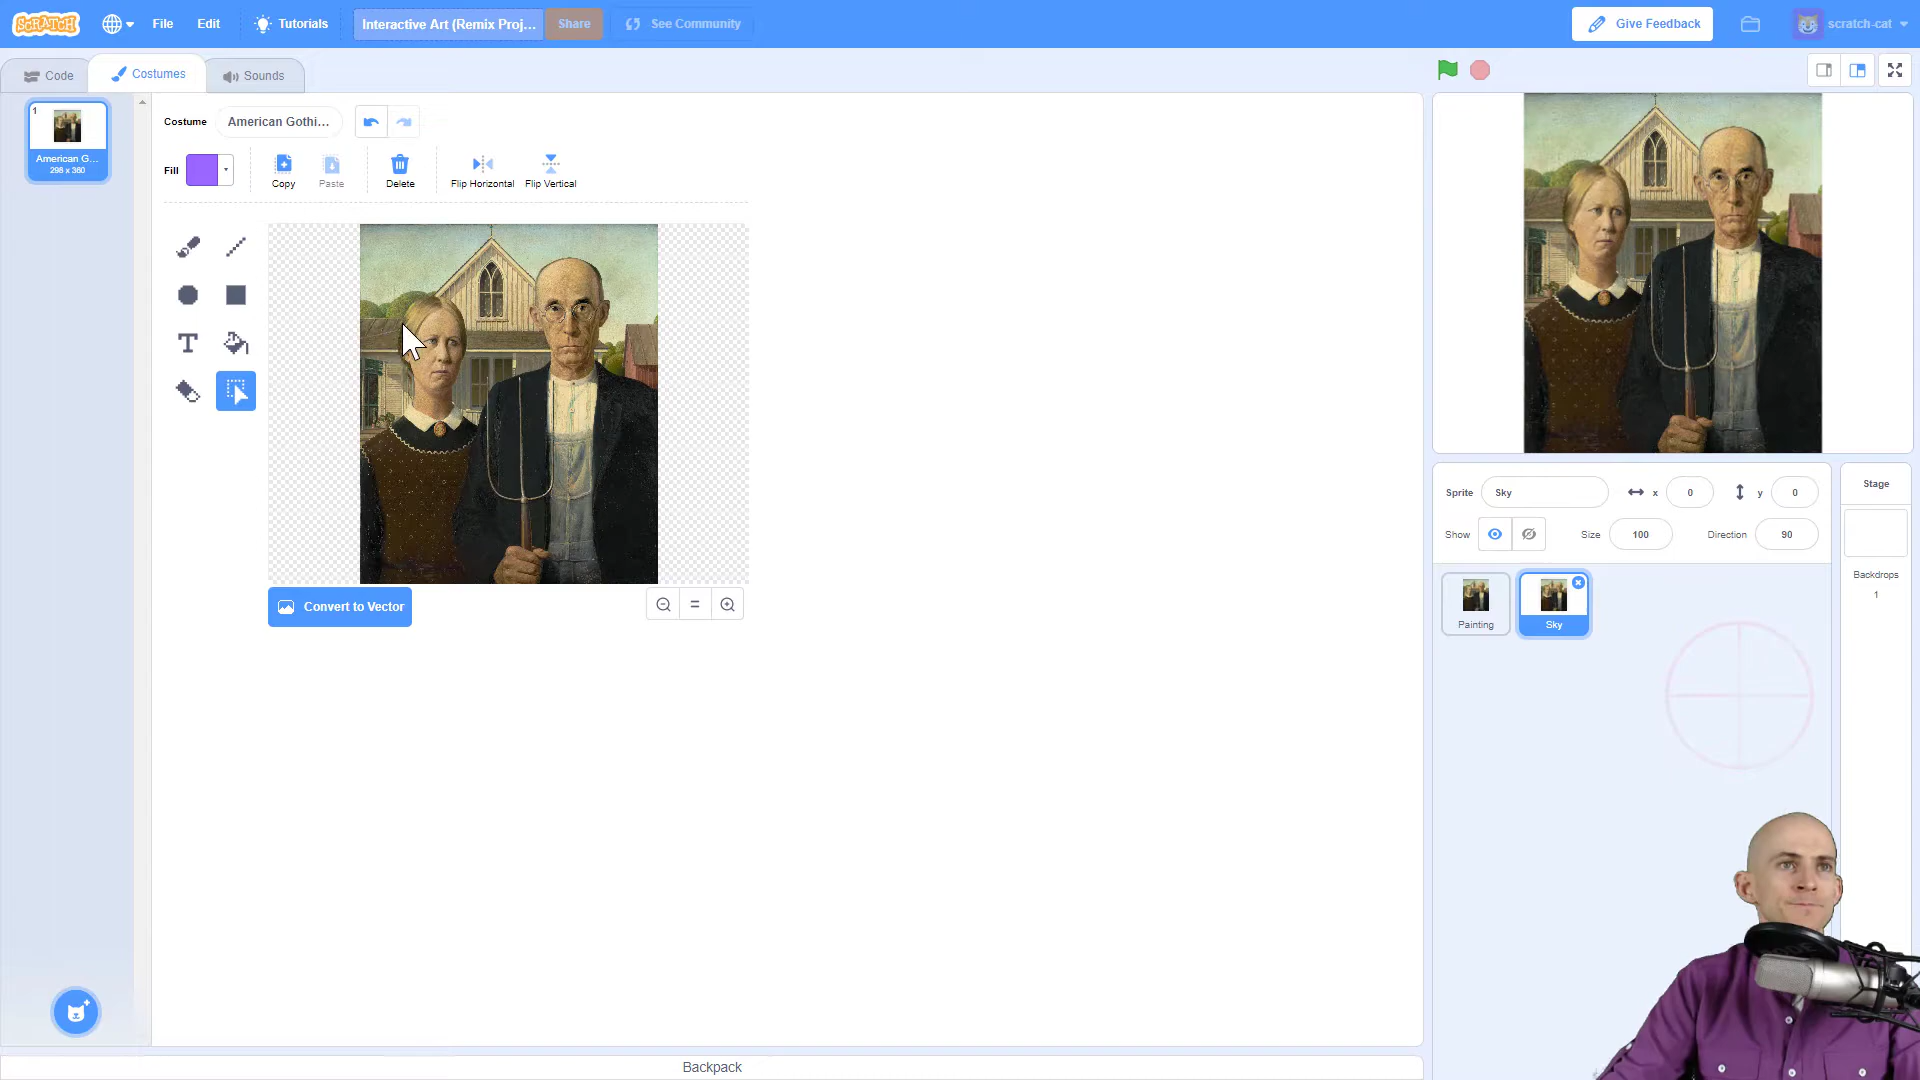 SCRATCH File Edit Tutorials Interactive Art (Remix Proj... Share See Community Give Feedback scratch-cat
Code Costumes Sounds
1
American G...
298 x 360
Costume American Gothi...
Fill Copy Paste Delete Flip Horizontal Flip Vertical
T
Convert to Vector
Backpack
Sprite Sky x 0 y 0
Show Size 100 Direction 90
Painting Sky
Stage
Backdrops
1